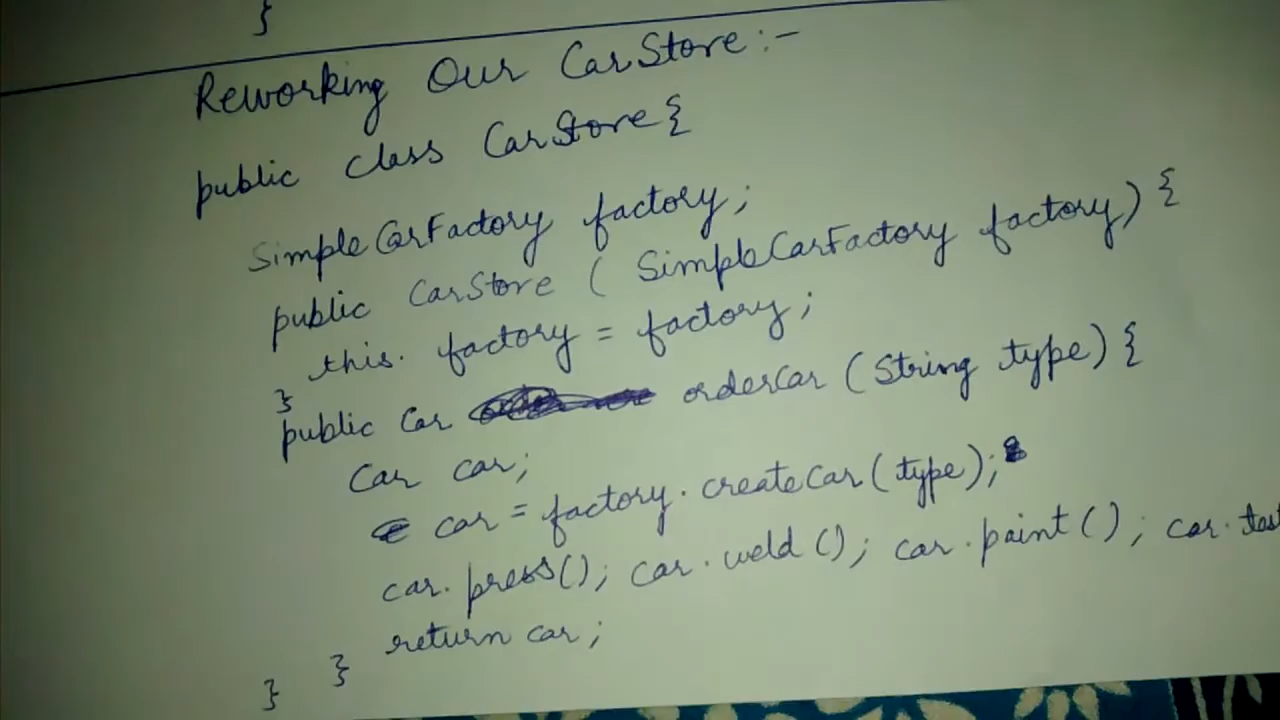 }
Reworking Our CarStore:-
public class CarStore{
SimpleCarFactory factory;
public CarStore ( SimpleCarFactory factory) {
this. factory = factory;
}
public Car orderCar (String type) {
Car car;
car = factory. createCar (type);
car. press(); car. weld (); car. paint (); car.
return car;
}
}